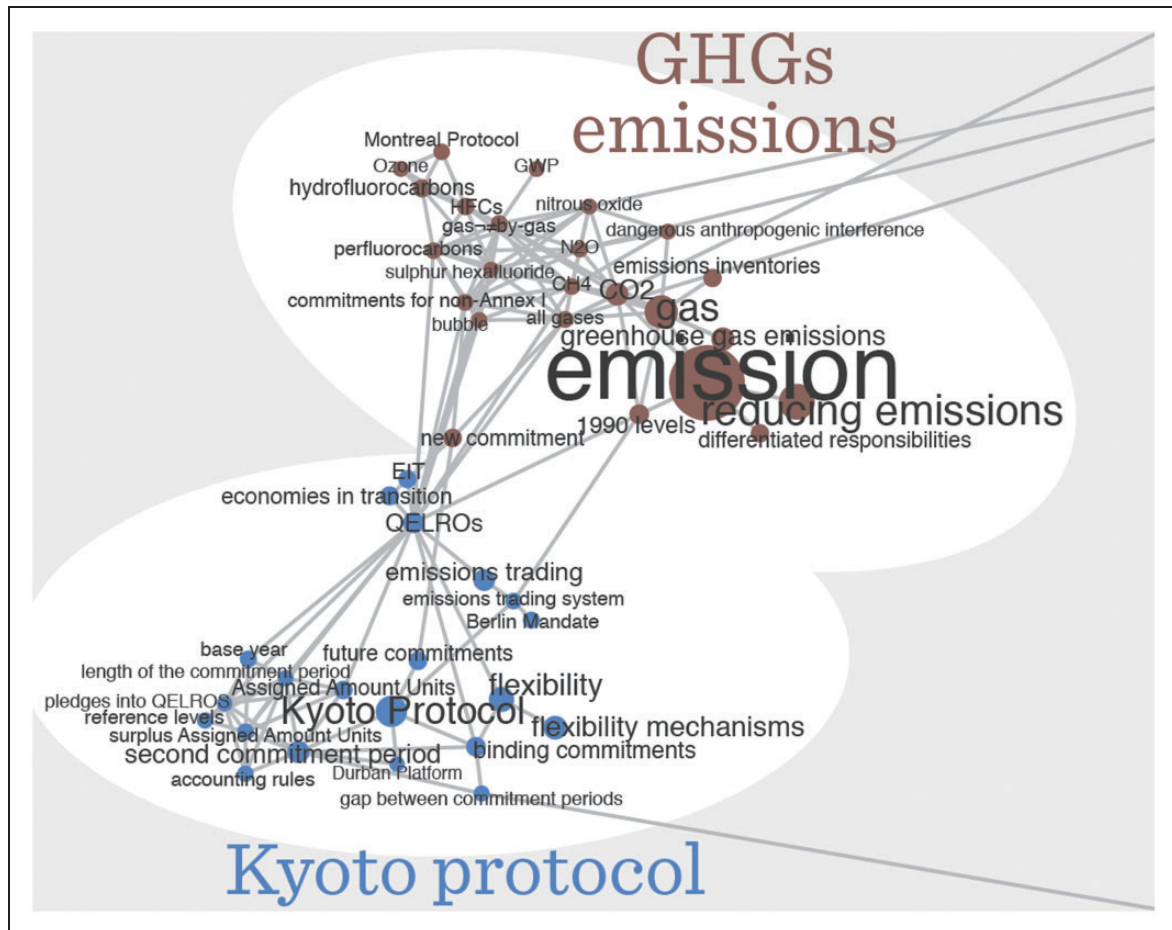 GHGs
emissions
Montreal Protocol
Ozone
GWP
hydrofluorocarbons
HFCs
nitrous oxide
gas¬≠by-gas
dangerous anthropogenic interference
perfluorocarbons
N2O
sulphur hexafluoride
emissions inventories
CH4
CO2
commitments for non-Annex I
gas
bubble
all gases
greenhouse gas emissions
emission
reducing emissions
1990 levels
differentiated responsibilities
new commitment
EIT
economies in transition
QELROs
emissions trading
emissions trading system
Berlin Mandate
base year
future commitments
length of the commitment period
Assigned Amount Units
flexibility
pledges into QELROS
Kyoto Protocol
reference levels
flexibility mechanisms
surplus Assigned Amount Units
second commitment period
binding commitments
accounting rules
Durban Platform
gap between commitment periods
Kyoto protocol